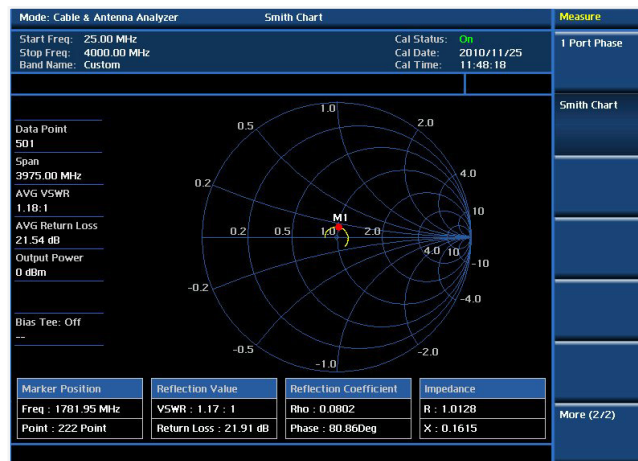 Mode: Cable & Antenna Analyzer Smith Chart Measure
Start Freq: 25.00 MHz Cal Status: On
Stop Freq: 4000.00 MHz Cal Date: 2010/11/25
Band Name: Custom Cal Time: 11:48:18
1 Port Phase
Smith Chart
Data Point
501
Span
3975.00 MHz
AVG VSWR
1.18:1
AVG Return Loss
21.54 dB
Output Power
0 dBm
Bias Tee: Off
--
1.0
0.5 2.0
0.2 4.0
10
M1
0.2 0.5 1.0 2.0 4.0 10
-10
-0.2 -4.0
-0.5 -2.0
-1.0
Marker Position Reflection Value Reflection Coefficient Impedance
Freq : 1781.95 MHz VSWR : 1.17 : 1 Rho : 0.0802 R : 1.0128
Point : 222 Point Return Loss : 21.91 dB Phase : 80.86Deg X : 0.1615
More (2/2)